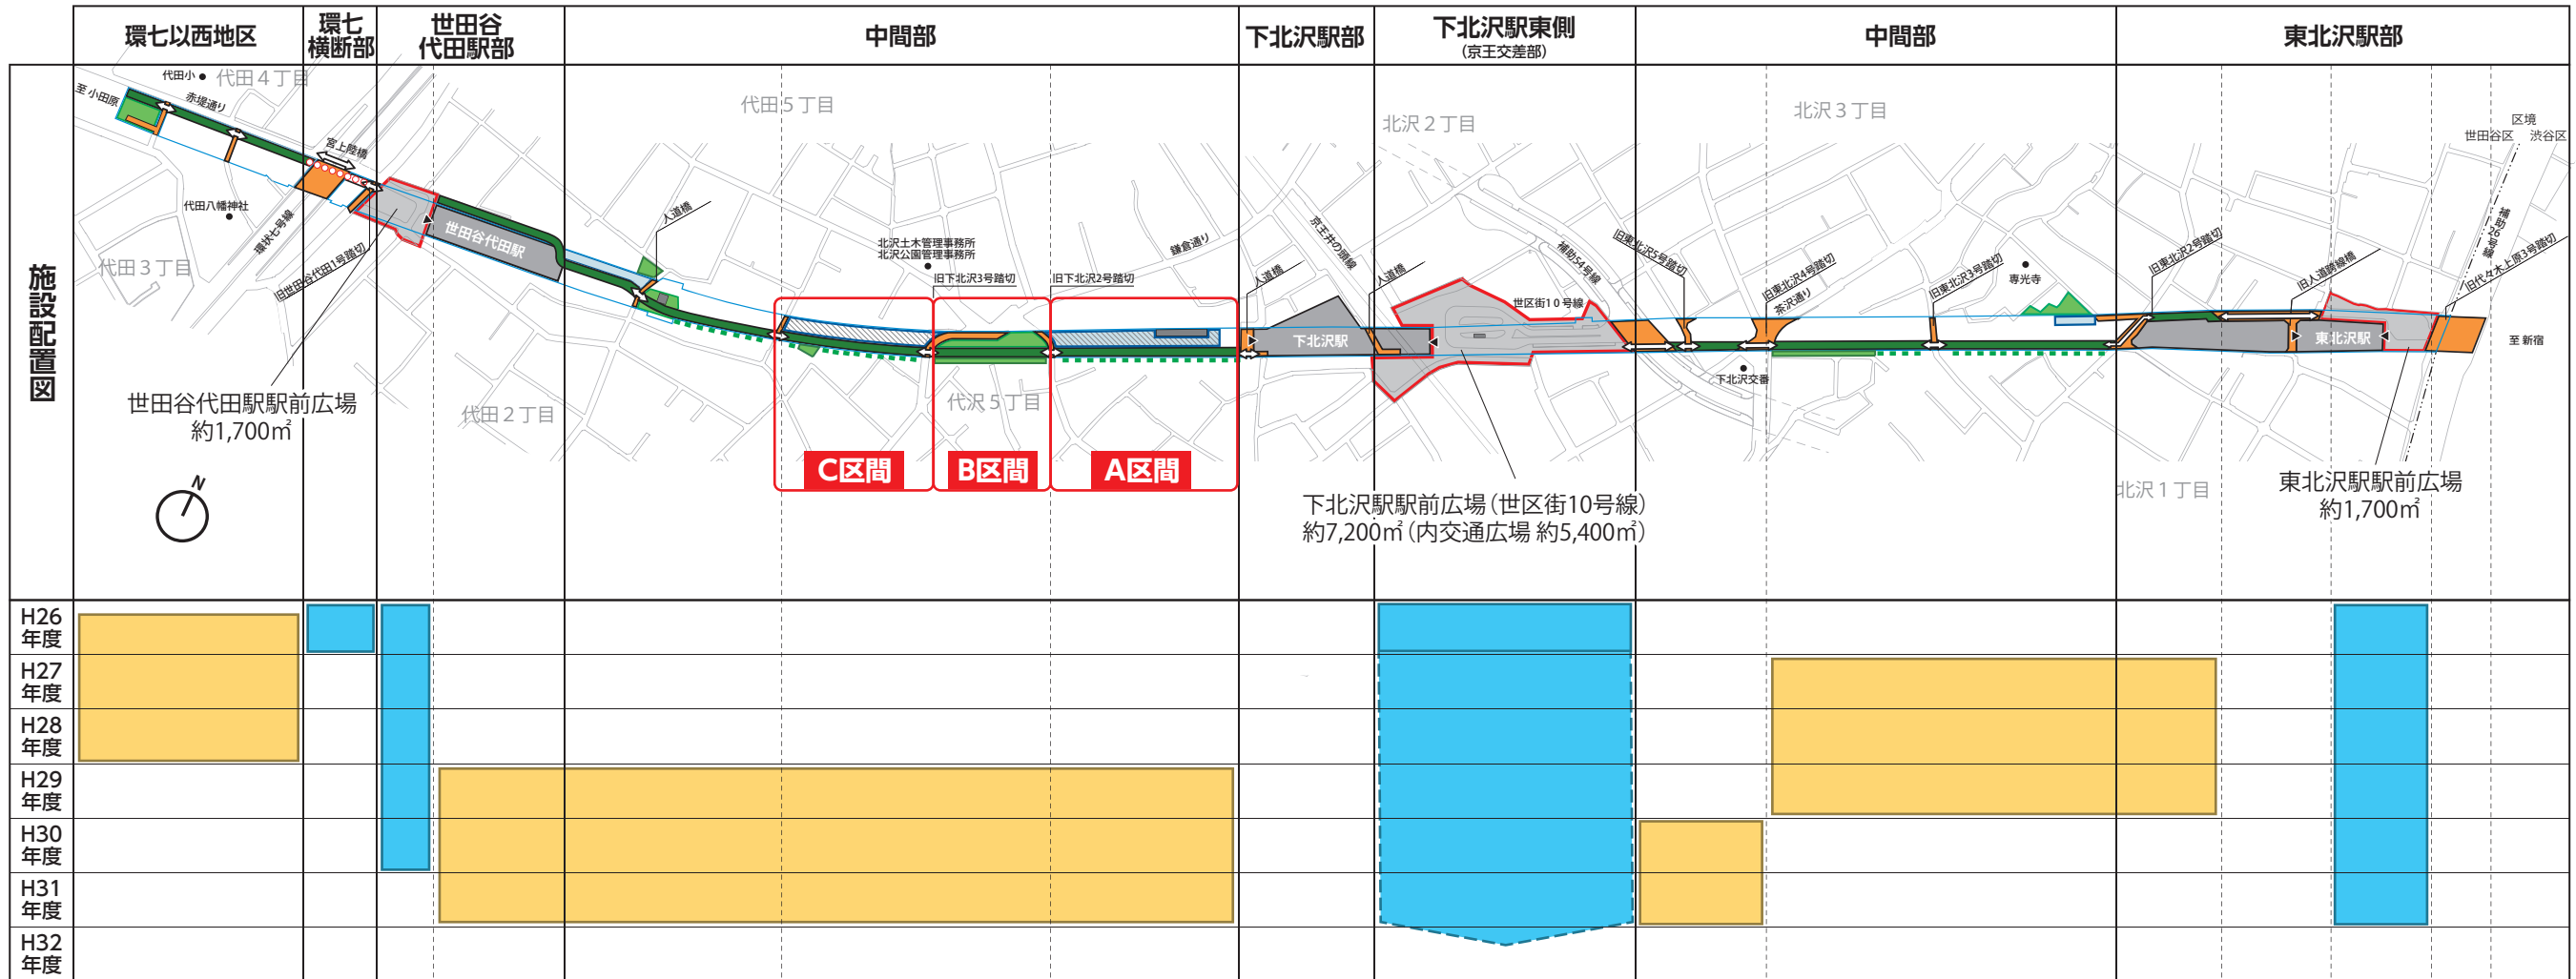 環七以西地区
環七
横断部
世田谷
代田駅部
中間部
下北沢駅部
下北沢駅東側
(京王交差部)
中間部
東北沢駅部
施設配置図
代田小
代田4丁目
至 小田原
赤堤通り
宮上陸橋
代田八幡神社
環状七号線
代田3丁目
旧世田谷代田1号踏切
世田谷代田駅
世田谷代田駅駅前広場
約1,700㎡
N
代田5丁目
人道橋
代田2丁目
北沢土木管理事務所
北沢公園管理事務所
鎌倉通り
旧下北沢3号踏切
旧下北沢2号踏切
代沢5丁目
C区間
B区間
A区間
人道橋
京王井の頭線
人道橋
下北沢駅
北沢2丁目
補助54号線
旧東北沢5号踏切
世区街10号線
下北沢駅駅前広場(世区街10号線)
約7,200㎡(内交通広場 約5,400㎡)
北沢3丁目
旧東北沢4号踏切
茶沢通り
下北沢交番
旧東北沢3号踏切
専光寺
旧東北沢2号踏切
旧人道跨線橋
区境
世田谷区 渋谷区
補助26号線
旧代々木上原3号踏切
東北沢駅
至 新宿
北沢1丁目
東北沢駅駅前広場
約1,700㎡
H26
年度
H27
年度
H28
年度
H29
年度
H30
年度
H31
年度
H32
年度